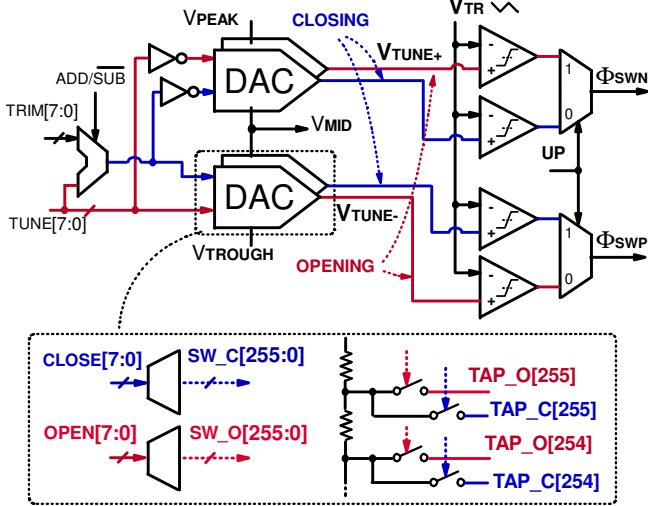 VPEAK
CLOSING
VTR
ADD/SUB
DAC
VTUNE+
-
+
1
0
ΦSWN
TRIM[7:0]
VMID
-
+
UP
DAC
TUNE[7:0]
VTUNE-
-
+
1
0
ΦSWP
VTROUGH
OPENING
-
+
CLOSE[7:0]
SW_C[255:0]
TAP_O[255]
TAP_C[255]
OPEN[7:0]
SW_O[255:0]
TAP_O[254]
TAP_C[254]